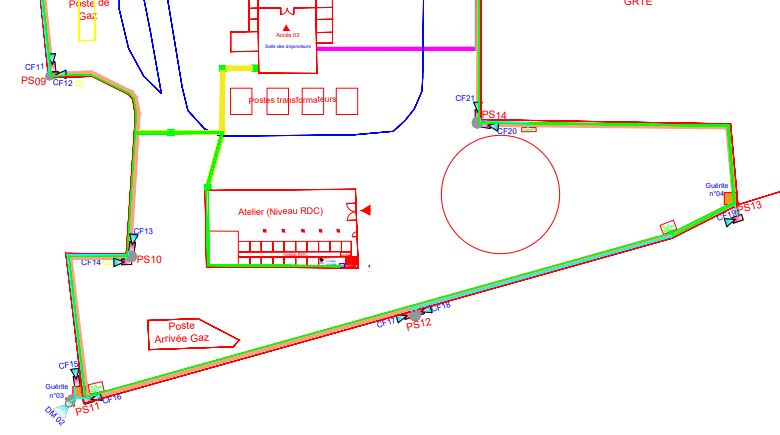 Poste de
Gaz
GRTE
Accès 03
Salle des disjoncteurs
CF11
PS09
CF12
Postes transformateurs
CF21
PS14
CF20
Guérite
n°04
PS13
CF19
Atelier (Niveau RDC)
CF13
CF14
PS10
CF17
CF18
PS12
Poste
Arrivée Gaz
CF15
Guérite
n°03
PS11
CF16
DM 02